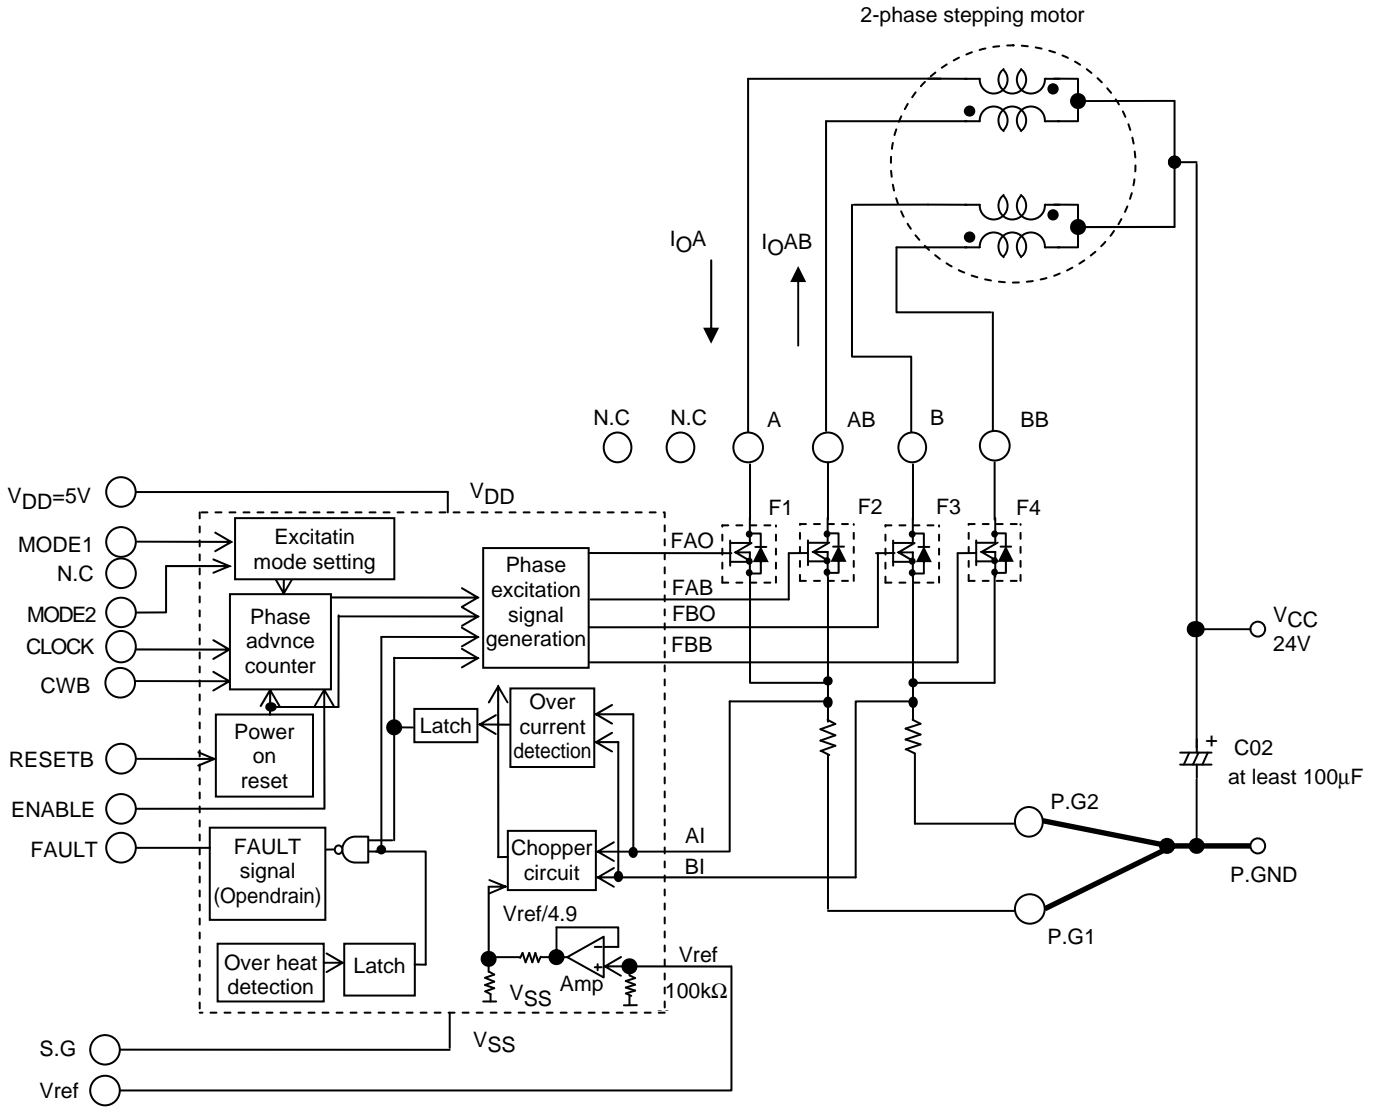 2-phase stepping motor
IOA
IOAB
N.C
N.C
A
AB
B
BB
VDD=5V
VDD
F1
F2
F3
F4
MODE1
N.C
MODE2
CLOCK
CWB
RESETB
ENABLE
FAULT
Excitatin
mode setting
Phase
advnce
counter
Power
on
reset
Phase
excitation
signal
generation
FAO
FAB
FBO
FBB
VCC
24V
Latch
Over
current
detection
+
C02
at least 100µF
FAULT
signal
(Opendrain)
Chopper
circuit
AI
BI
P.G2
P.GND
P.G1
Vref/4.9
Over heat
detection
Latch
VSS
Amp
−
+
Vref
100kΩ
S.G
VSS
Vref